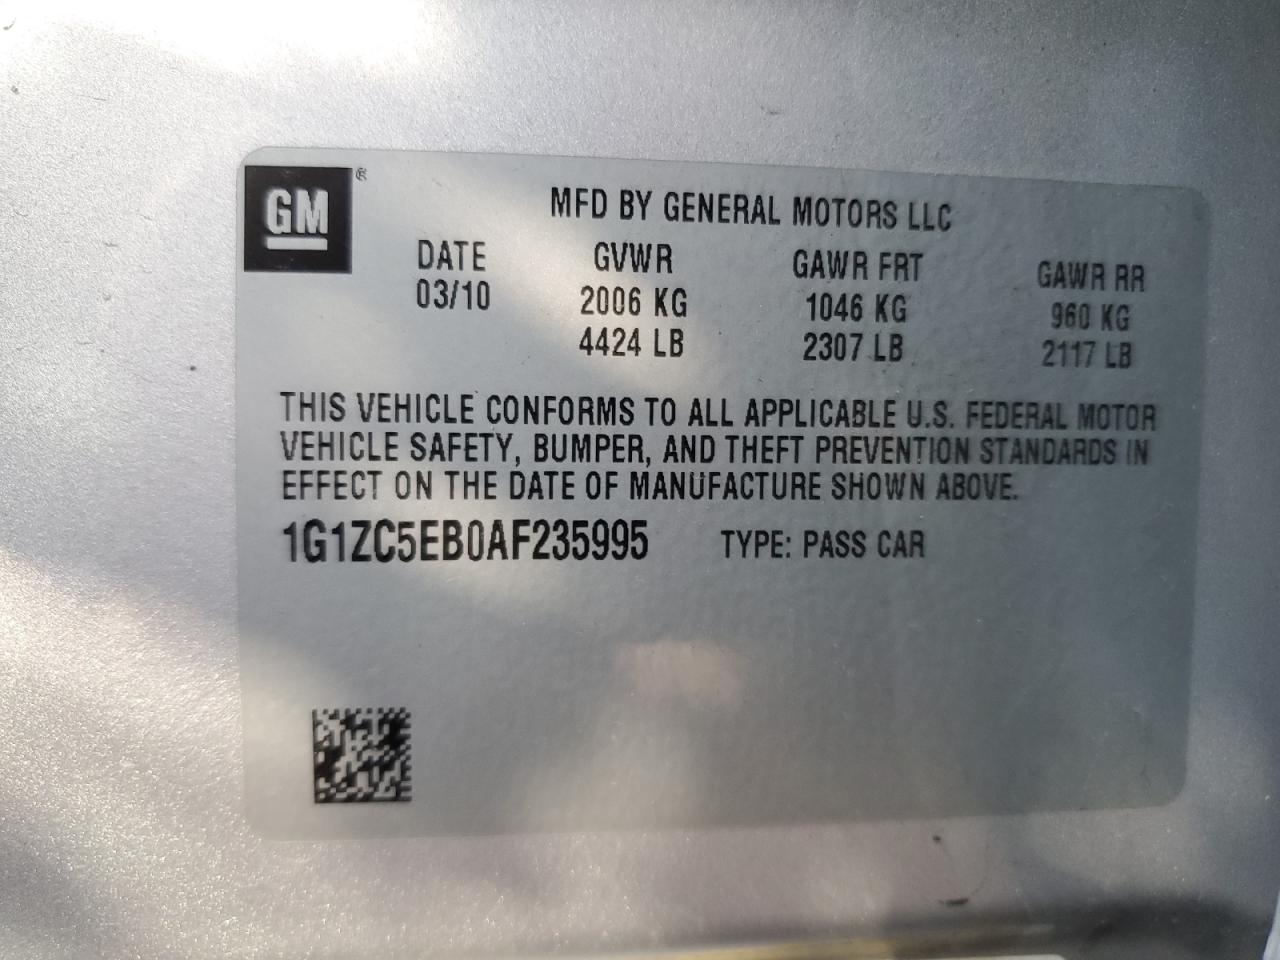 GM®
MFD BY GENERAL MOTORS LLC
DATE GVWR GAWR FRT GAWR RR
03/10 2006 KG 1046 KG 960 KG
4424 LB 2307 LB 2117 LB
THIS VEHICLE CONFORMS TO ALL APPLICABLE U.S. FEDERAL MOTOR
VEHICLE SAFETY, BUMPER, AND THEFT PREVENTION STANDARDS IN
EFFECT ON THE DATE OF MANUFACTURE SHOWN ABOVE.
1G1ZC5EB0AF235995 TYPE: PASS CAR